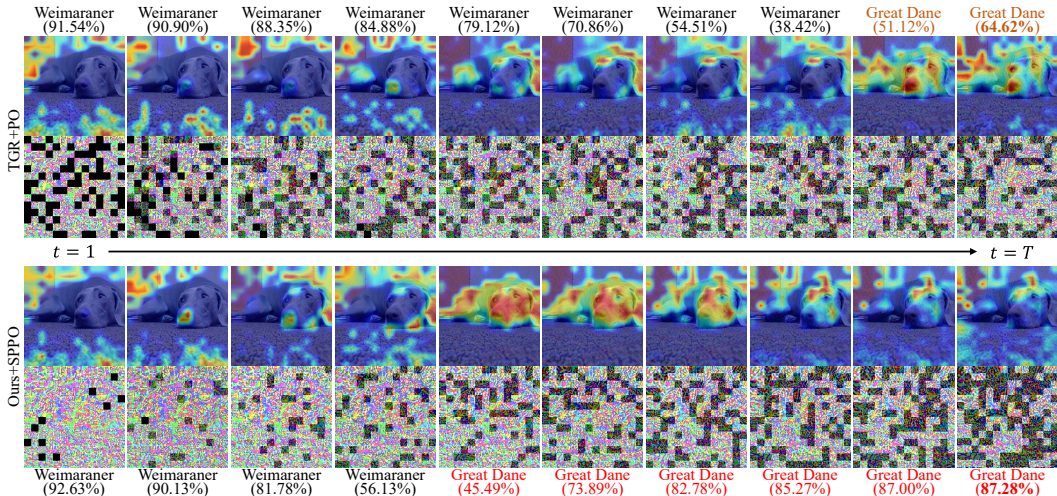 Weimaraner Weimaraner Weimaraner Weimaraner Weimaraner Weimaraner Weimaraner Weimaraner Great Dane Great Dane
(91.54%) (90.90%) (88.35%) (84.88%) (79.12%) (70.86%) (54.51%) (38.42%) (51.12%) (64.62%)
TGR+PO
t = 1 t = T
Ours+SPPO
Weimaraner Weimaraner Weimaraner Weimaraner Great Dane Great Dane Great Dane Great Dane Great Dane Great Dane
(92.63%) (90.13%) (81.78%) (56.13%) (45.49%) (73.89%) (82.78%) (85.27%) (87.00%) (87.28%)